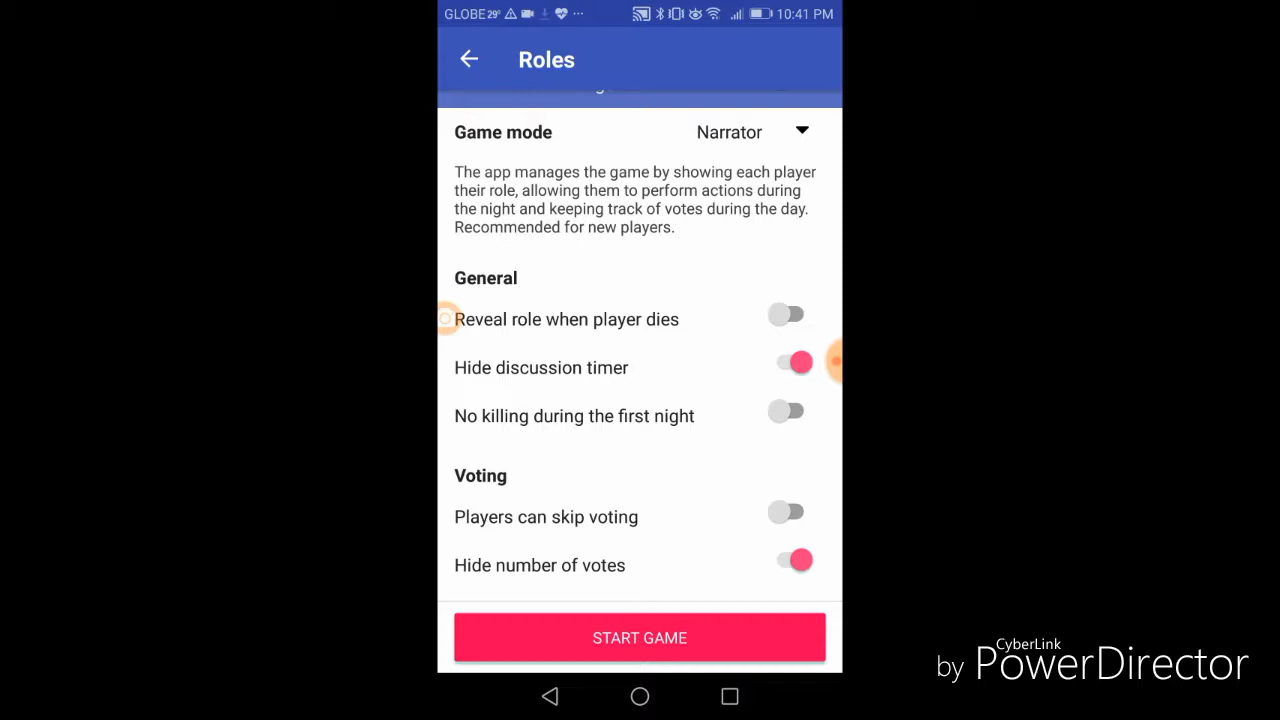 GLOBE 29° ... 10:41 PM
Roles
Game mode
Narrator
The app manages the game by showing each player
their role, allowing them to perform actions during
the night and keeping track of votes during the day.
Recommended for new players.
General
Reveal role when player dies
Hide discussion timer
No killing during the first night
Voting
Players can skip voting
Hide number of votes
START GAME
CyberLink
by PowerDirector